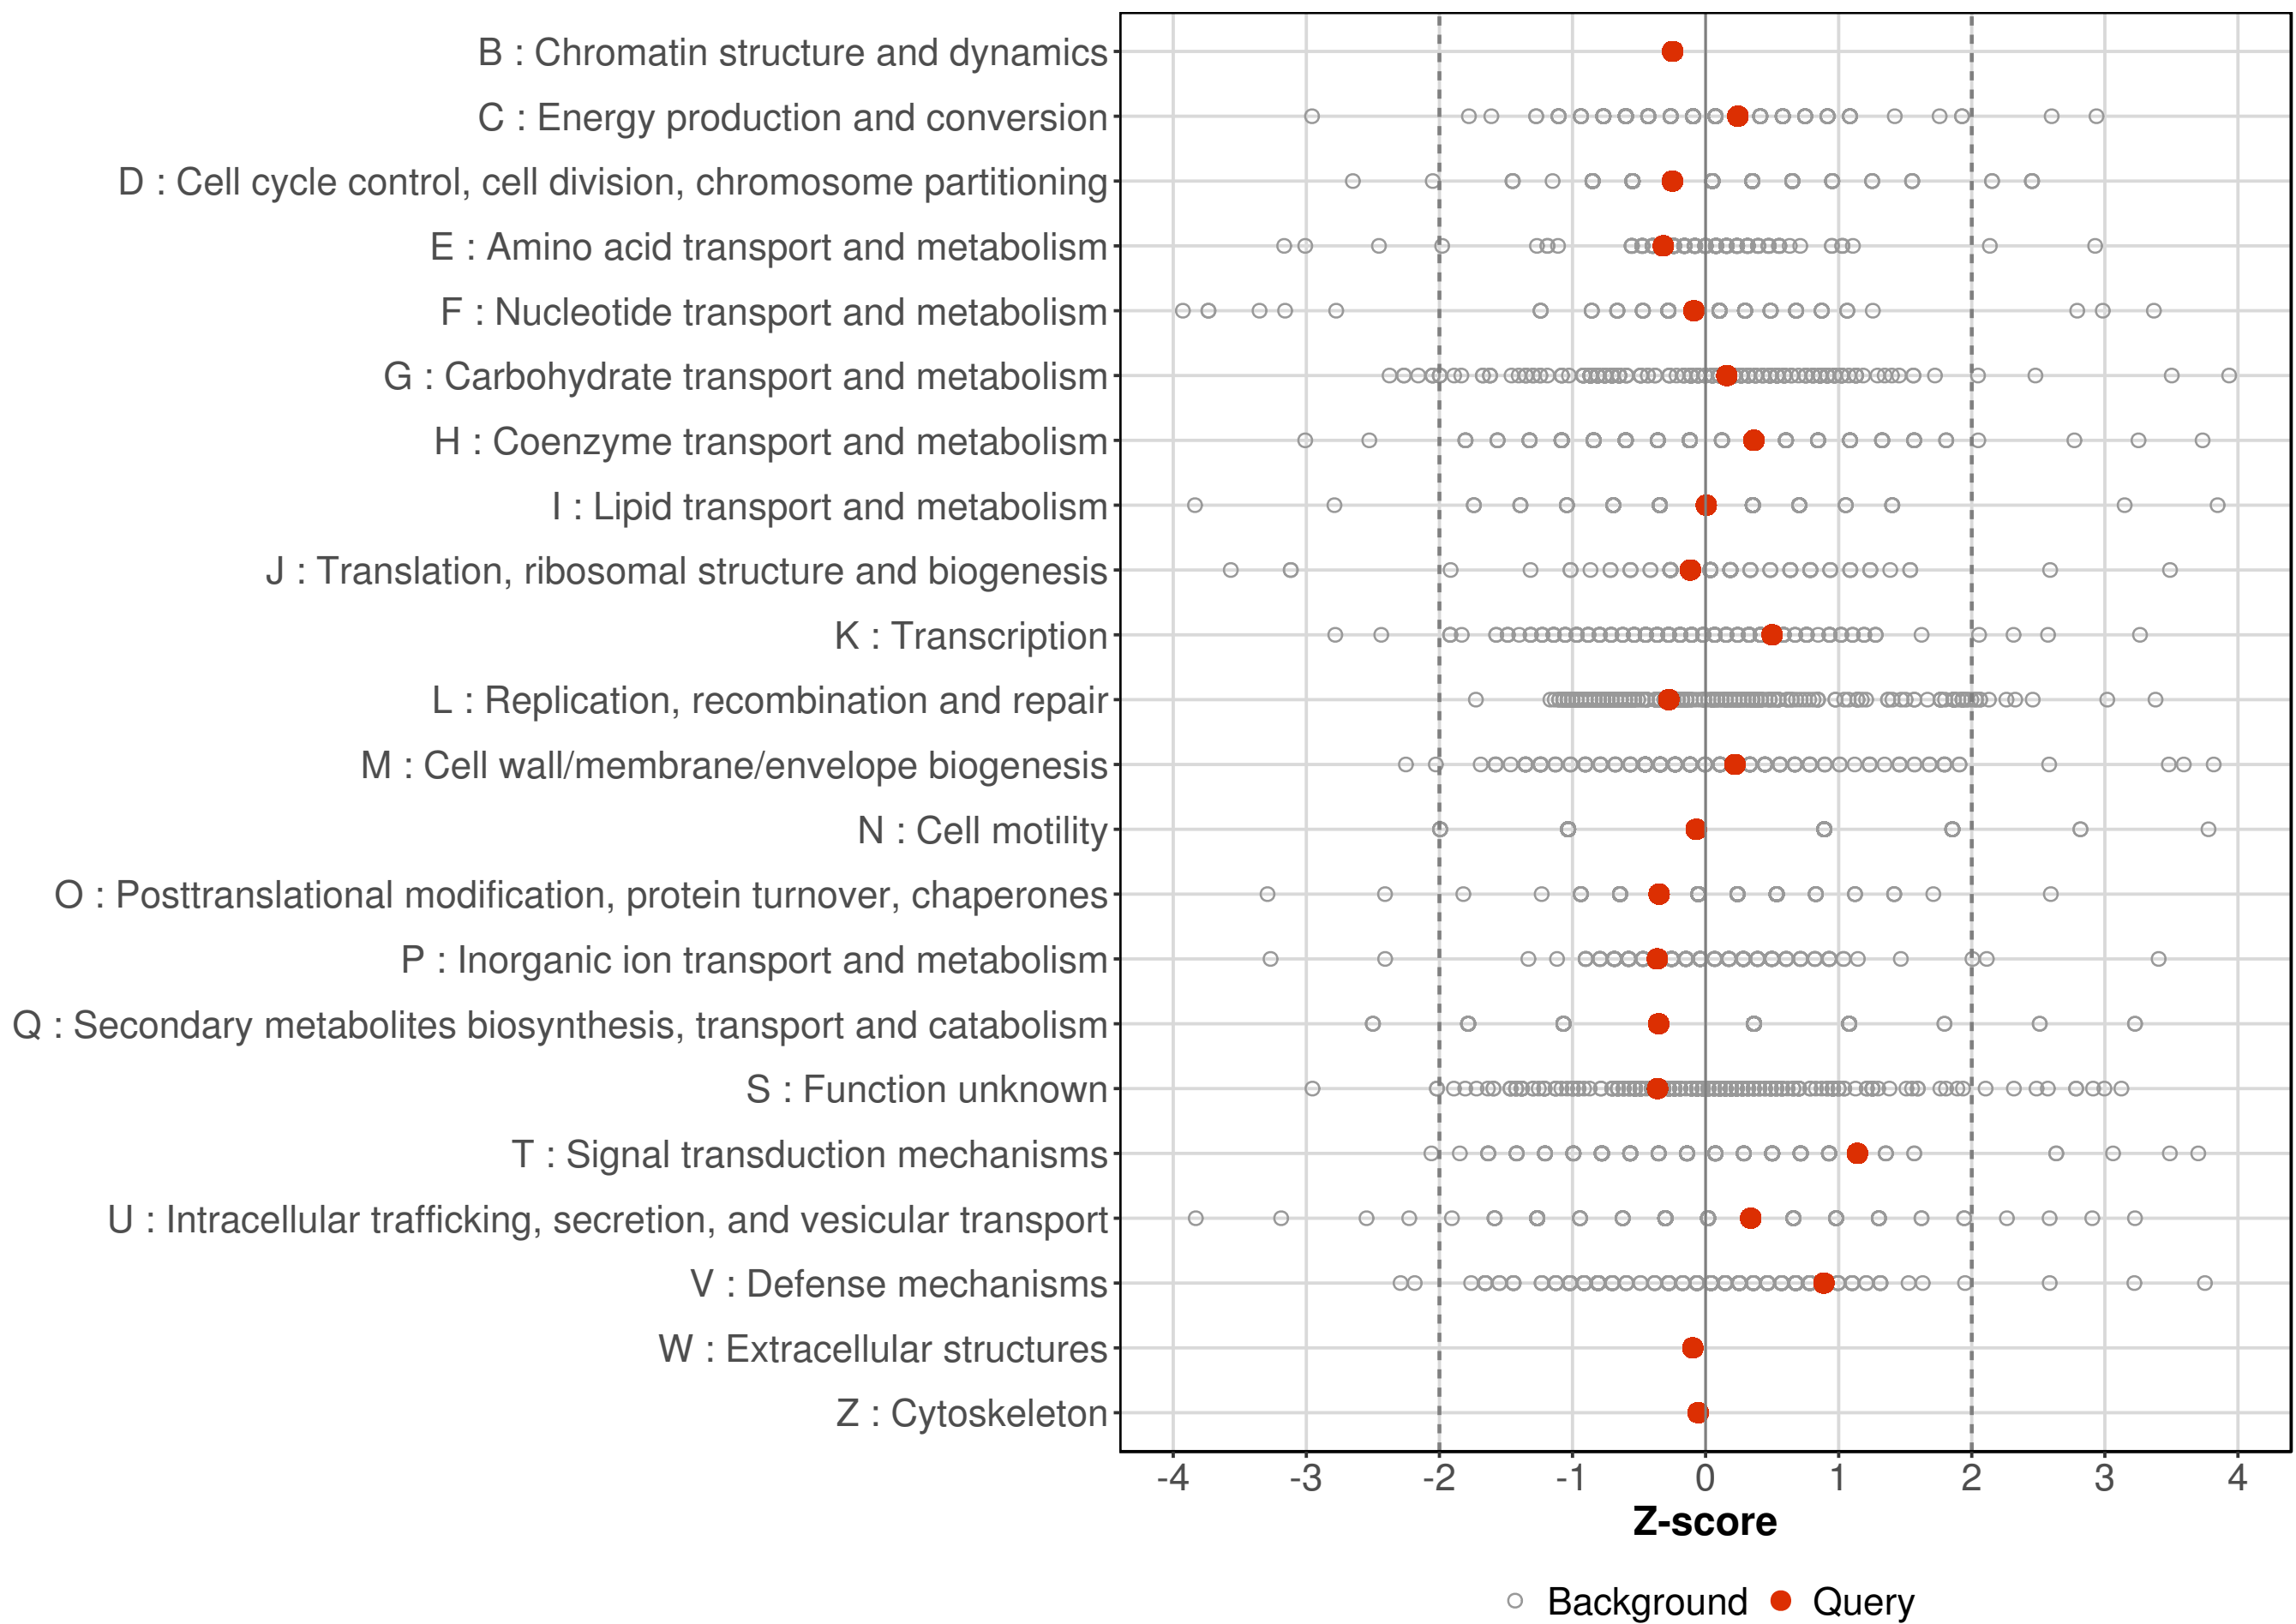 B : Chromatin structure and dynamics
C : Energy production and conversion
D : Cell cycle control, cell division, chromosome partitioning
E : Amino acid transport and metabolism
F : Nucleotide transport and metabolism
G : Carbohydrate transport and metabolism
H : Coenzyme transport and metabolism
I : Lipid transport and metabolism
J : Translation, ribosomal structure and biogenesis
K : Transcription
L : Replication, recombination and repair
M : Cell wall/membrane/envelope biogenesis
N : Cell motility
O : Posttranslational modification, protein turnover, chaperones
P : Inorganic ion transport and metabolism
Q : Secondary metabolites biosynthesis, transport and catabolism
S : Function unknown
T : Signal transduction mechanisms
U : Intracellular trafficking, secretion, and vesicular transport
V : Defense mechanisms
W : Extracellular structures
Z : Cytoskeleton
-4 -3 -2 -1 0 1 2 3 4
Z-score
Background Query